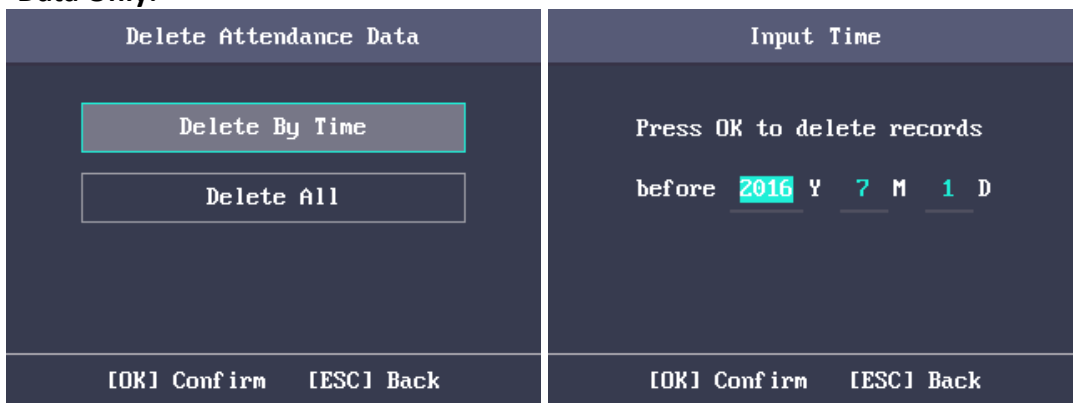 Data Only.
Delete Attendance Data
Delete By Time
Delete All
[OK] Confirm [ESC] Back
Input Time
Press OK to delete records
before 2016 Y 7 M 1 D
[OK] Confirm [ESC] Back